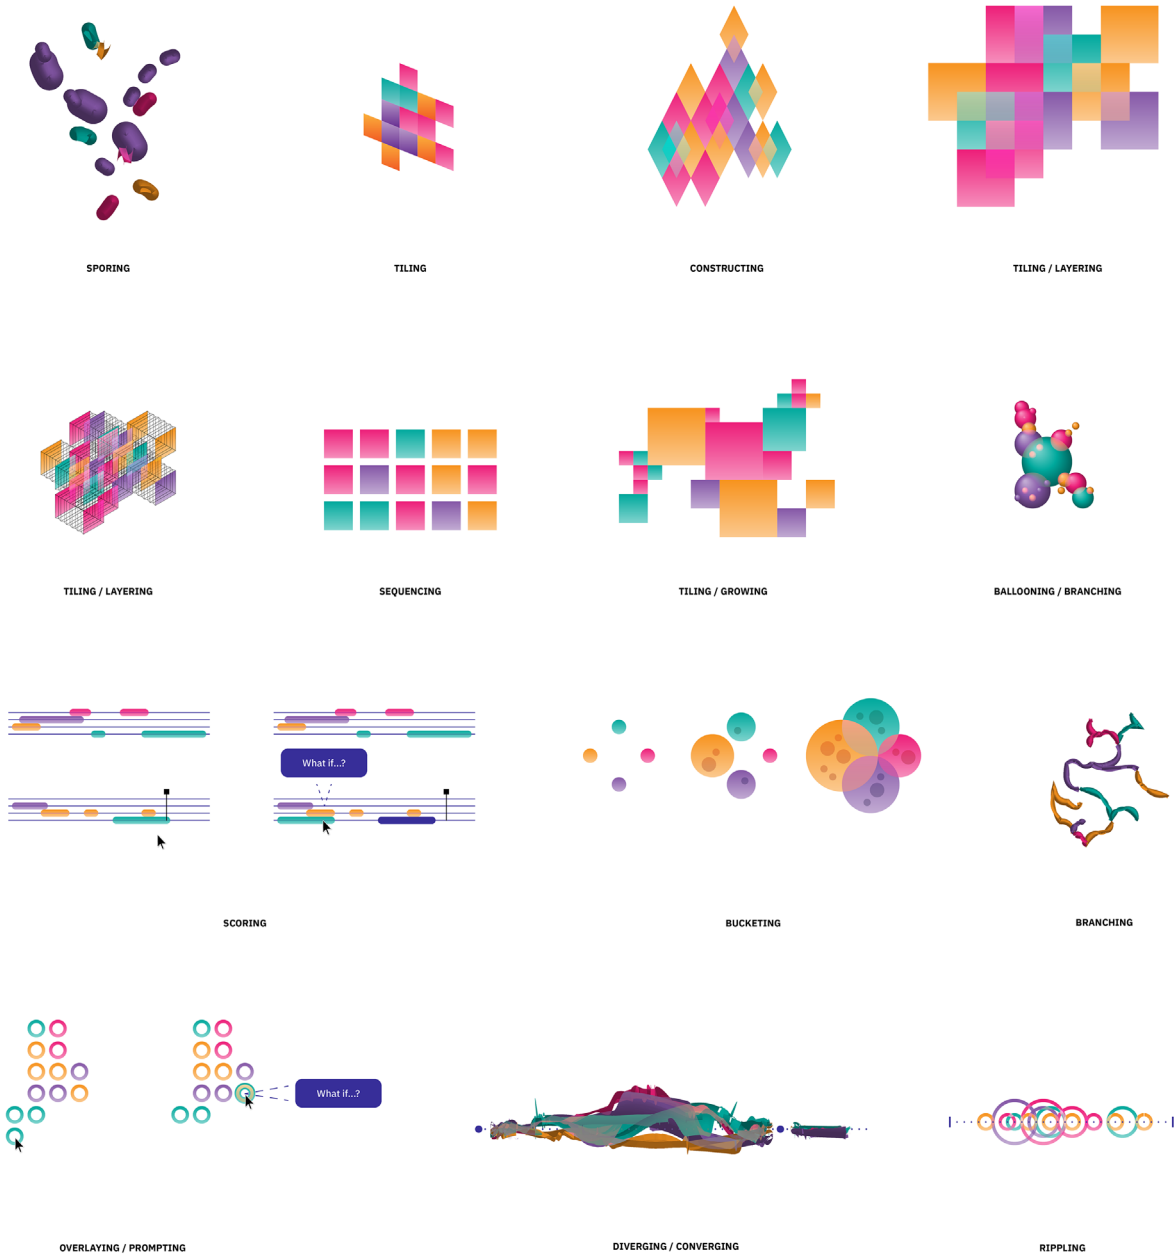 SPORING
TILING
CONSTRUCTING
TILING / LAYERING
TILING / LAYERING
SEQUENCING
TILING / GROWING
BALLOONING / BRANCHING
What if...?
SCORING
BUCKETING
BRANCHING
What if...?
OVERLAYING / PROMPTING
DIVERGING / CONVERGING
RIPPLING